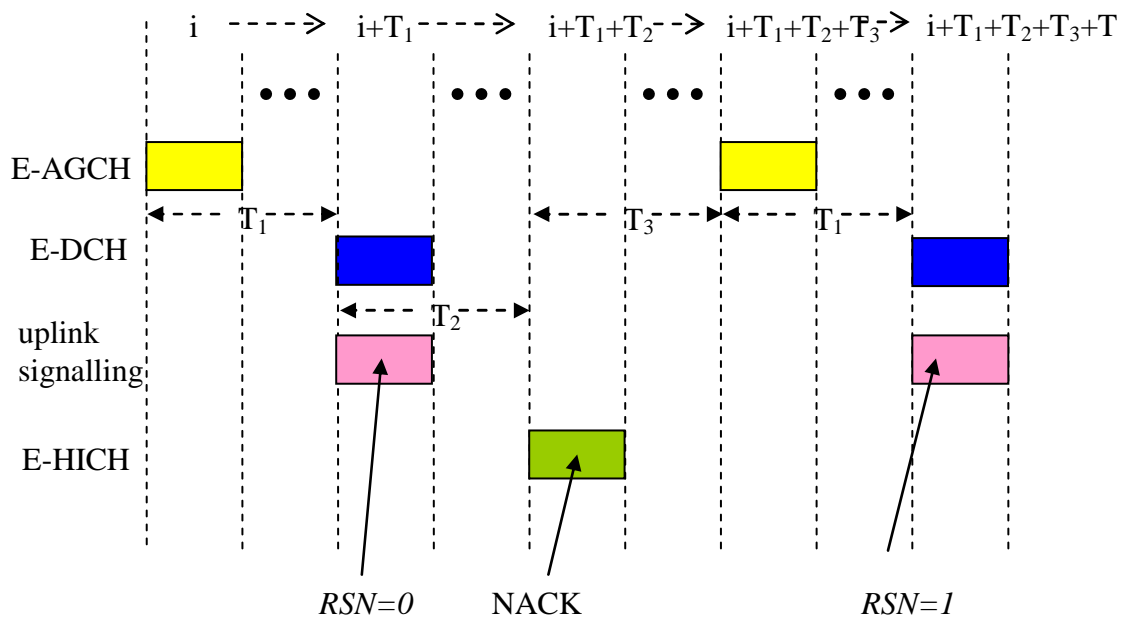 i i+T₁ i+T₁+T₂ i+T₁+T₂+T₃ i+T₁+T₂+T₃+T
E-AGCH
T₁ T₃ T₁
E-DCH
T₂
uplink
signalling
E-HICH
RSN=0 NACK RSN=1